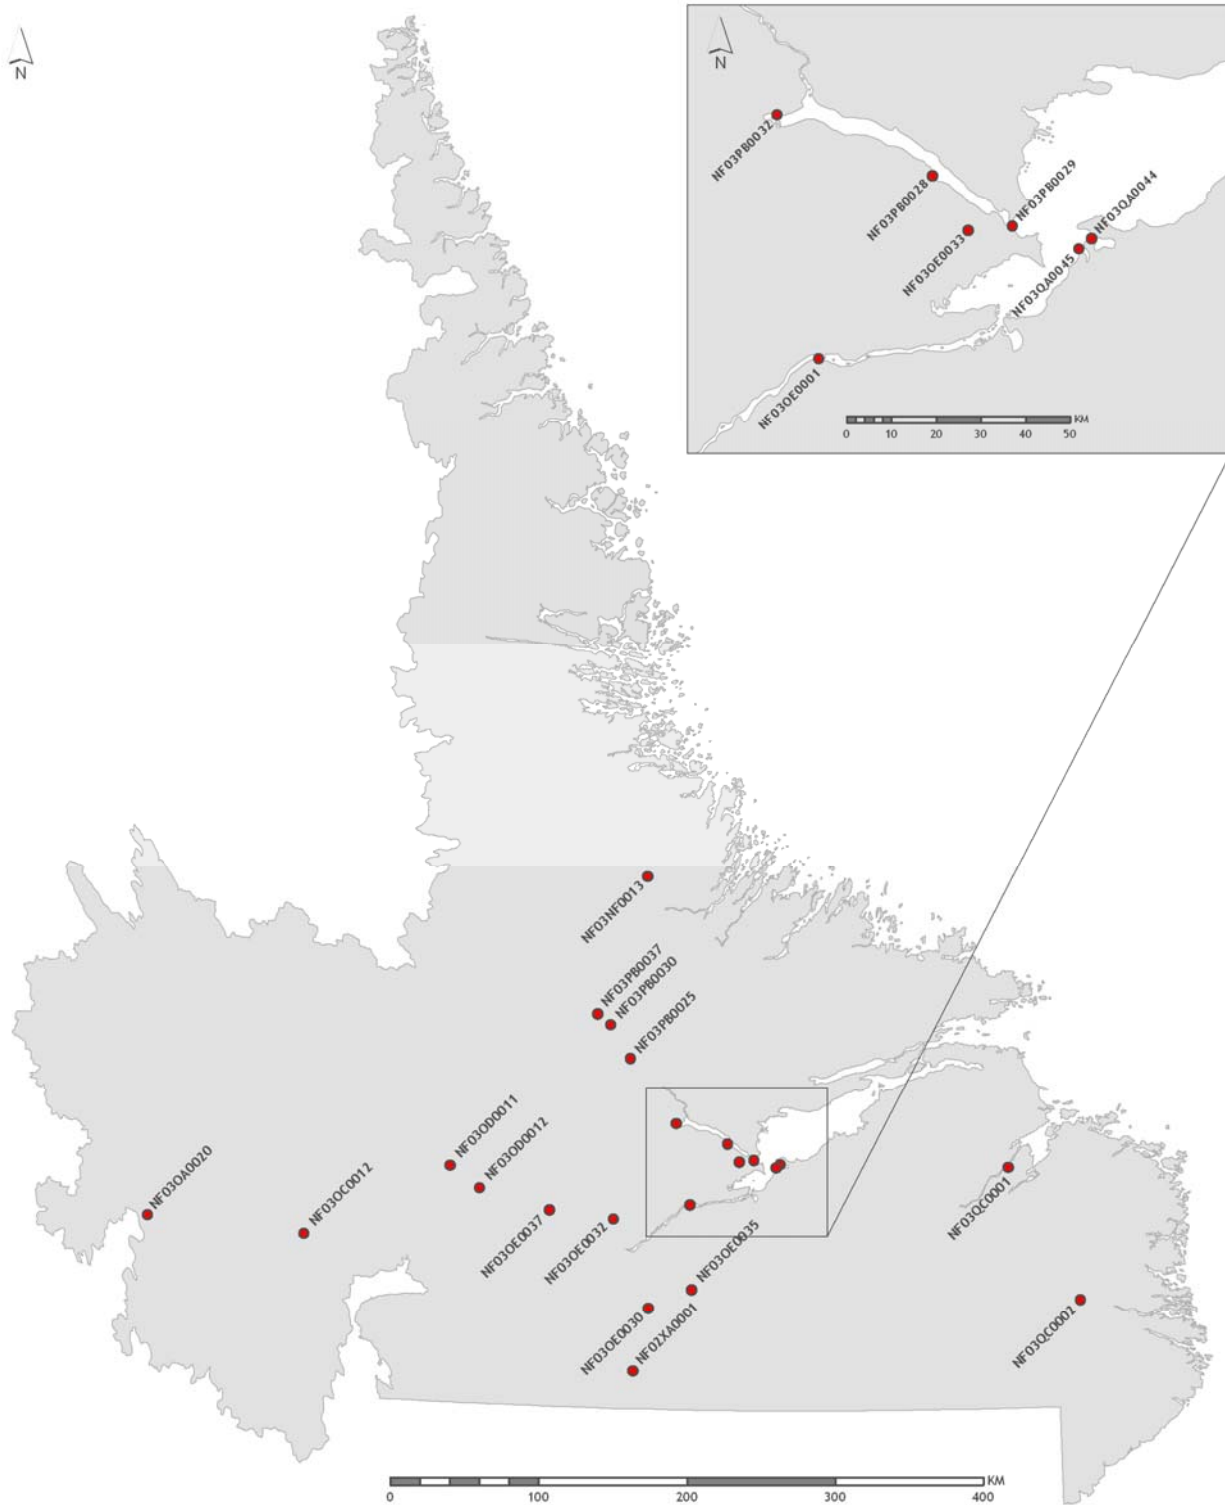 N
N
NF03PB0032
NF03PB0028
NF03PB0029
NF03QA0044
NF03OE0033
NF03QA0045
NF03OE0001
KM
0 10 20 30 40 50
NF03NF0013
NF03PB0037
NF03PB0030
NF03PB0025
NF03OD0011
NF03OD0012
NF03OA0020
NF03OC0012
NF03OE0037
NF03OE0032
NF03OE0035
NF03QC0001
NF03OE0030
NF02XA0001
NF03QC0002
KM
0 100 200 300 400